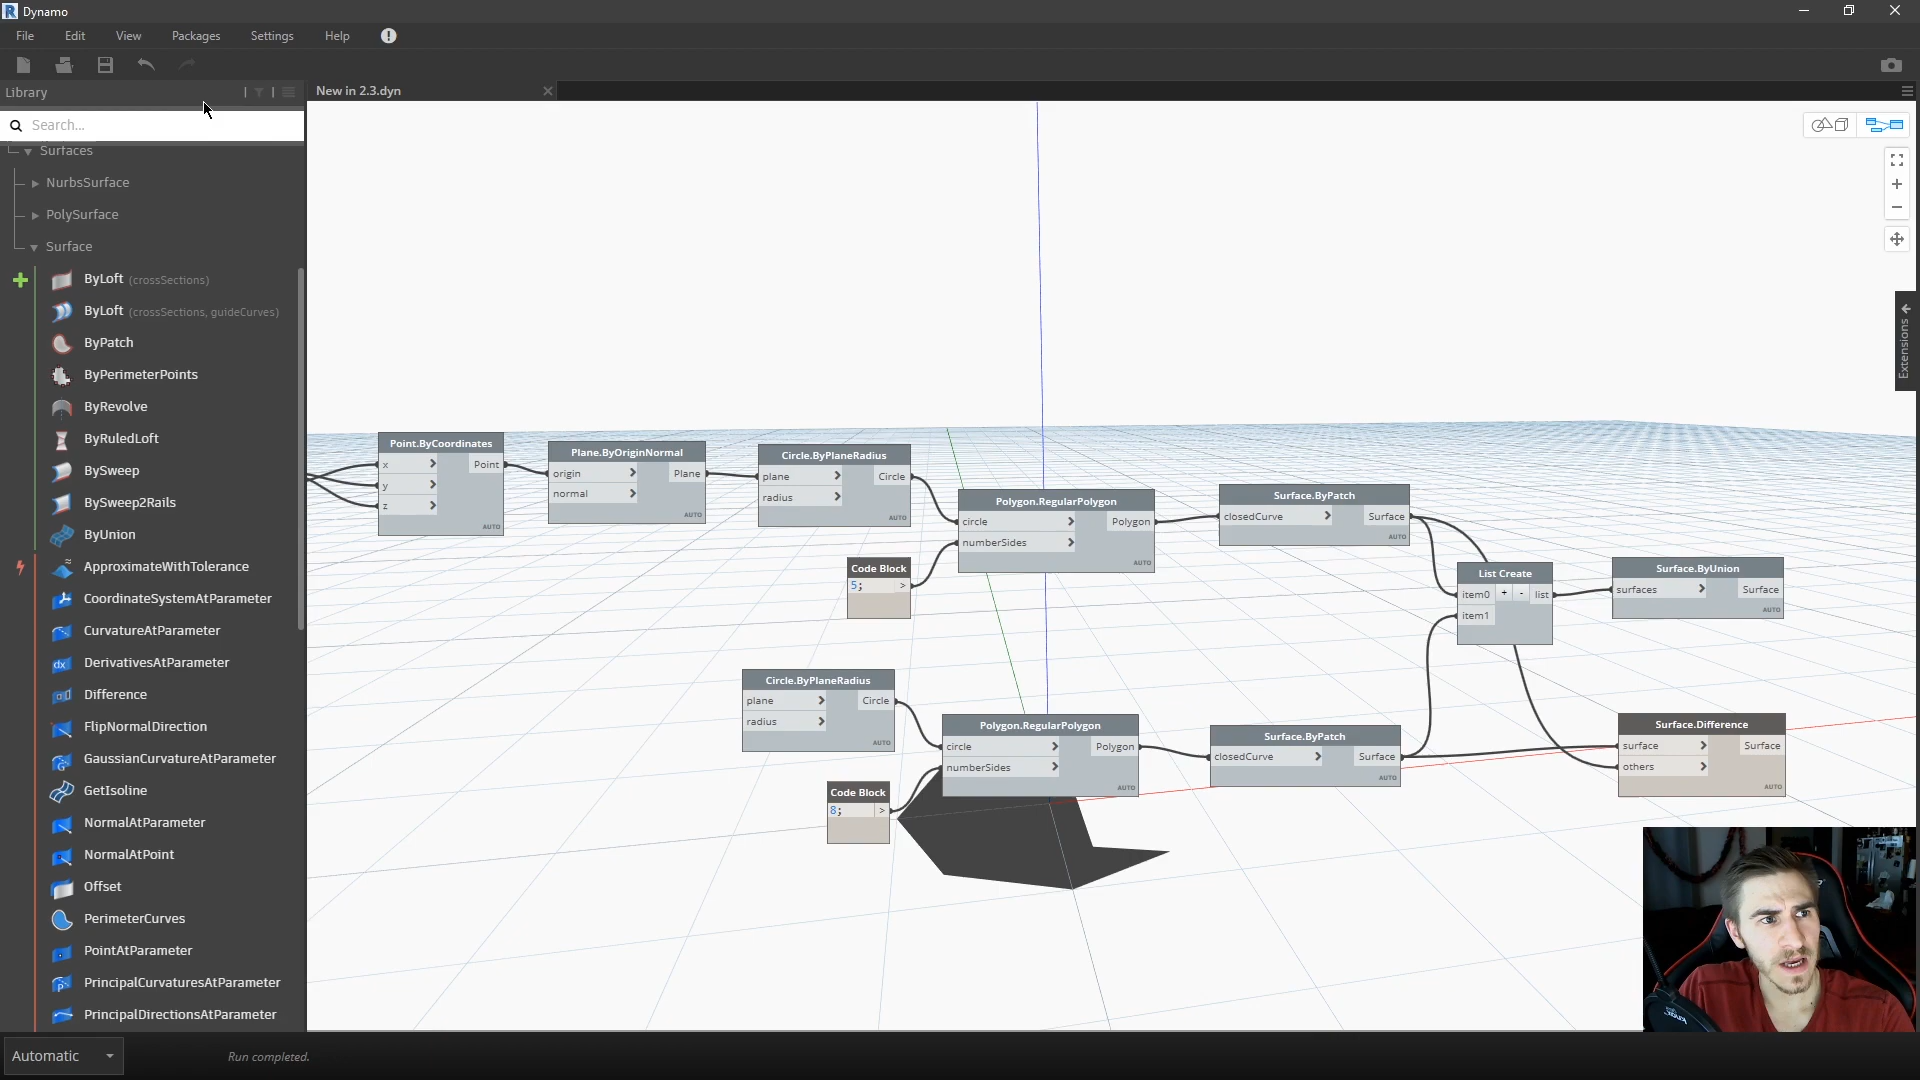 Dynamo
File Edit View Packages Settings Help
Library
New in 2.3.dyn
Search...
Surfaces
NurbsSurface
PolySurface
Surface
ByLoft (crossSections)
ByLoft (crossSections, guideCurves)
ByPatch
ByPerimeterPoints
ByRevolve
ByRuledLoft
BySweep
BySweep2Rails
ByUnion
ApproximateWithTolerance
CoordinateSystemAtParameter
CurvatureAtParameter
DerivativesAtParameter
Difference
FlipNormalDirection
GaussianCurvatureAtParameter
GetIsoline
NormalAtParameter
NormalAtPoint
Offset
PerimeterCurves
PointAtParameter
PrincipalCurvaturesAtParameter
PrincipalDirectionsAtParameter
Automatic
Run completed.
Point.ByCoordinates
x > Point
y >
z >
AUTO
Plane.ByOriginNormal
origin > Plane
normal >
AUTO
Circle.ByPlaneRadius
plane > Circle
radius >
AUTO
Polygon.RegularPolygon
circle > Polygon
numberSides >
AUTO
Code Block
5; >
Surface.ByPatch
closedCurve > Surface
AUTO
List Create
item0 + - list
item1
Surface.ByUnion
surfaces > Surface
AUTO
Circle.ByPlaneRadius
plane > Circle
radius >
AUTO
Polygon.RegularPolygon
circle > Polygon
numberSides >
AUTO
Code Block
8; >
Surface.ByPatch
closedCurve > Surface
AUTO
Surface.Difference
surface > Surface
others >
AUTO
Extensions